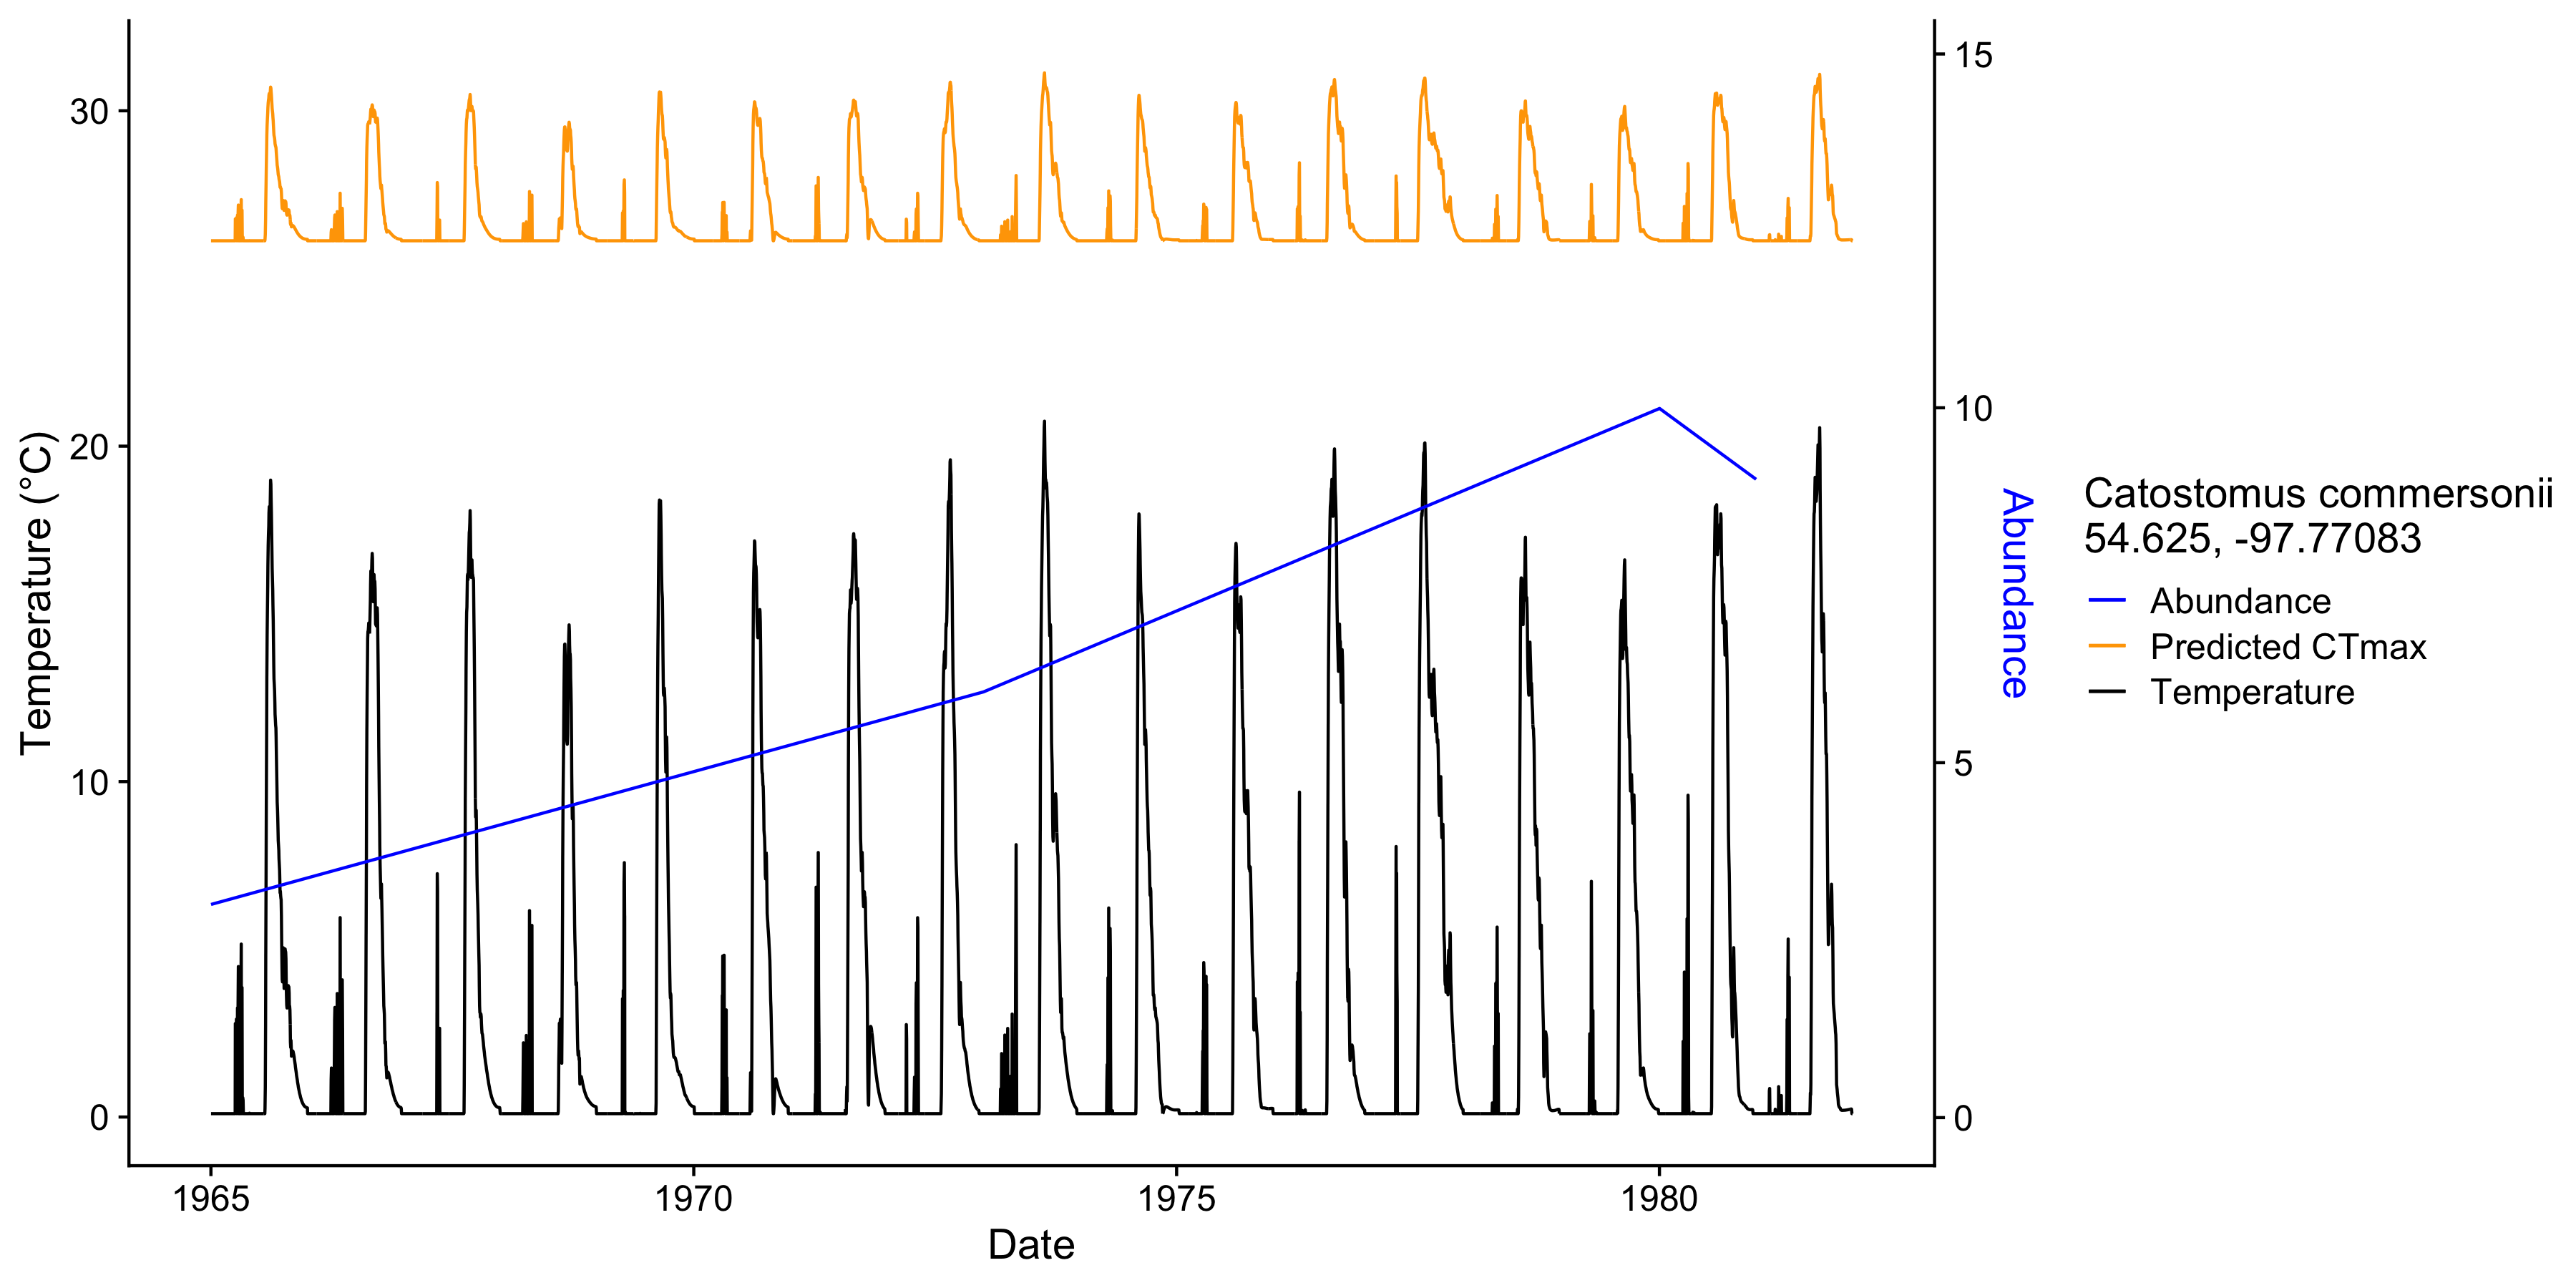 30
20
10
0
Temperature (°C)
1965
1970
1975
1980
Date
15
10
5
0
Abundance
Catostomus commersonii
54.625, -97.77083
Abundance
Predicted CTmax
Temperature